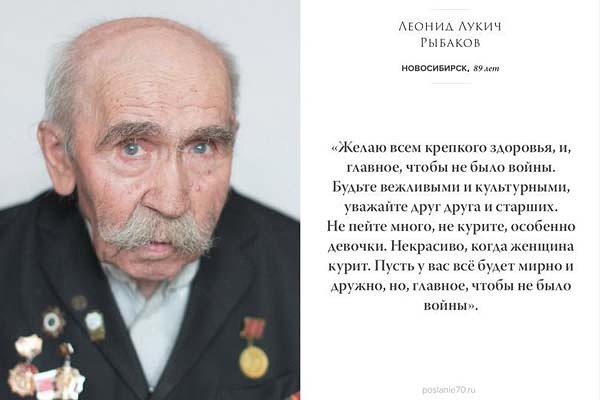 Леонид Лукич
Рыбаков
НОВОСИБИРСК, 89 лет
«Желаю всем крепкого здоровья, и,
главное, чтобы не было войны.
Будьте вежливыми и культурными,
уважайте друг друга и старших.
Не пейте много, не курите, особенно
девочки. Некрасиво, когда женщина
курит. Пусть у вас всё будет мирно и
дружно, но, главное, чтобы не было
войны».
poslanie70.ru